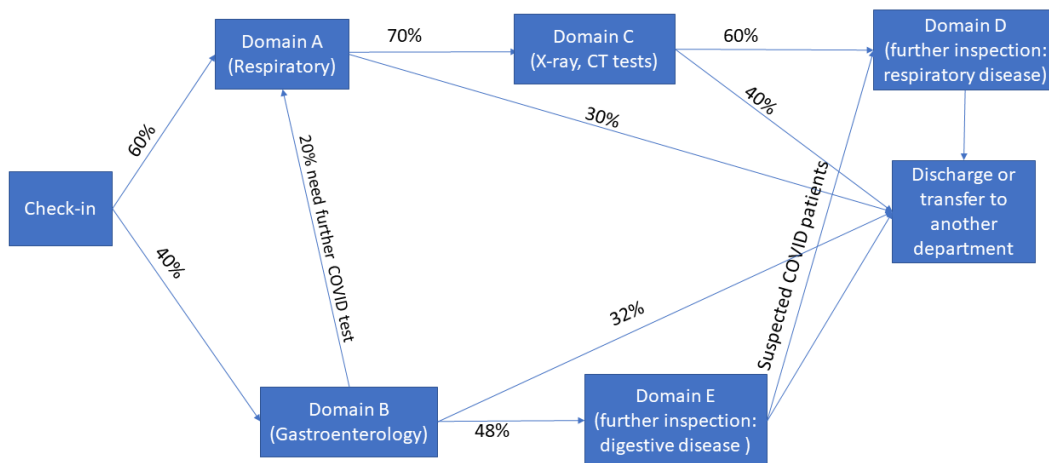 Domain A
(Respiratory)
70%
Domain C
(X-ray, CT tests)
60%
Domain D
(further inspection:
respiratory disease)
60%
20% need further COVID test
30%
40%
Suspected COVID patients
Check-in
Discharge or
transfer to
another
department
40%
32%
Domain B
(Gastroenterology)
48%
Domain E
(further inspection:
digestive disease )